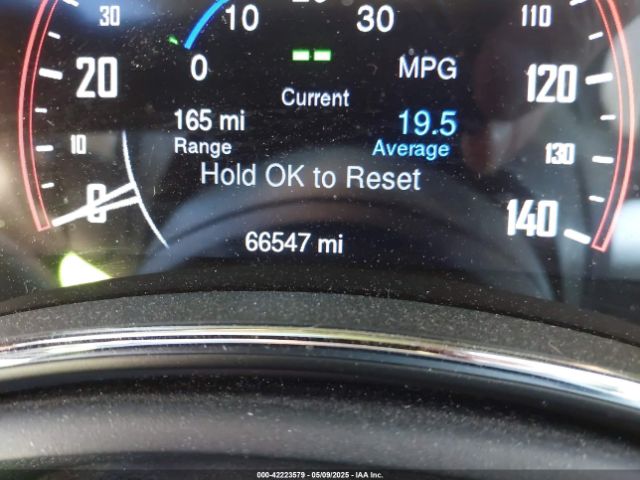 20
10 30 110
30
20 0 MPG 120
Current
165 mi 19.5
10 Range Average 130
Hold OK to Reset
0 140
66547 mi
000-42223579 | 05/09/2025 - IAA Inc.